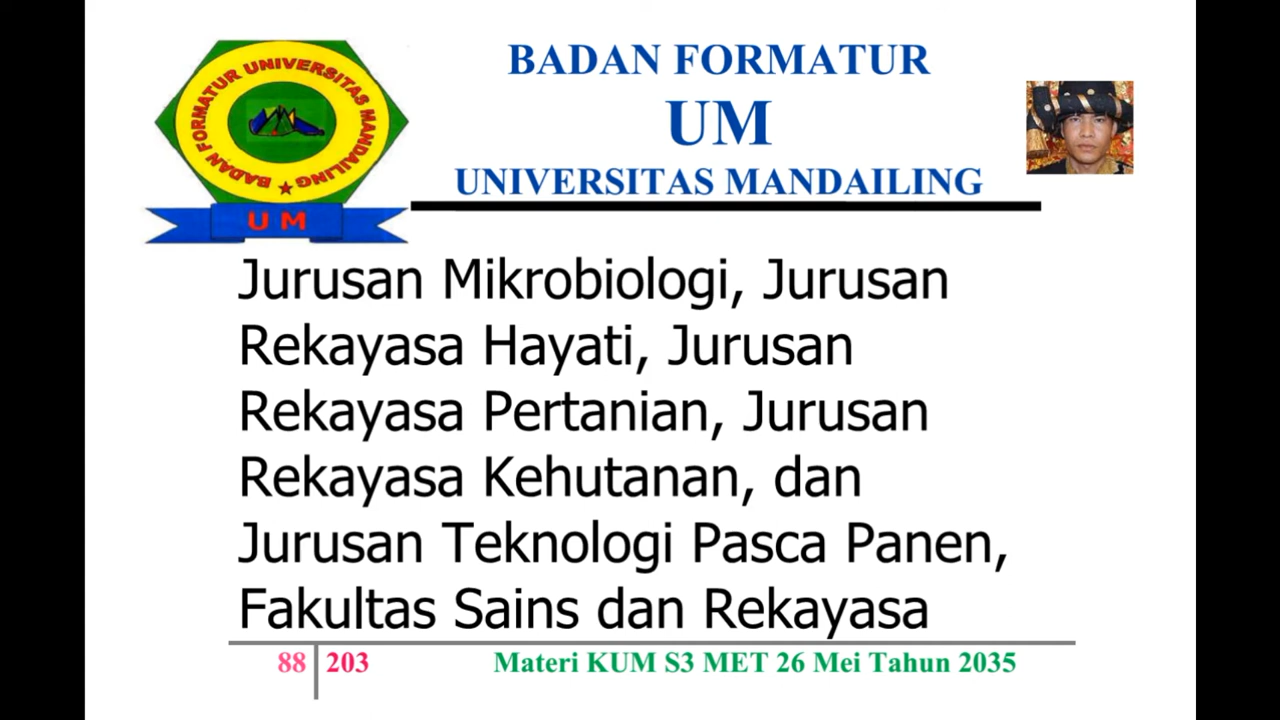 BADAN FORMATUR UNIVERSITAS MANDAILING
UM
BADAN FORMATUR
UM
UNIVERSITAS MANDAILING
Jurusan Mikrobiologi, Jurusan
Rekayasa Hayati, Jurusan
Rekayasa Pertanian, Jurusan
Rekayasa Kehutanan, dan
Jurusan Teknologi Pasca Panen,
Fakultas Sains dan Rekayasa
88 203 Materi KUM S3 MET 26 Mei Tahun 2035